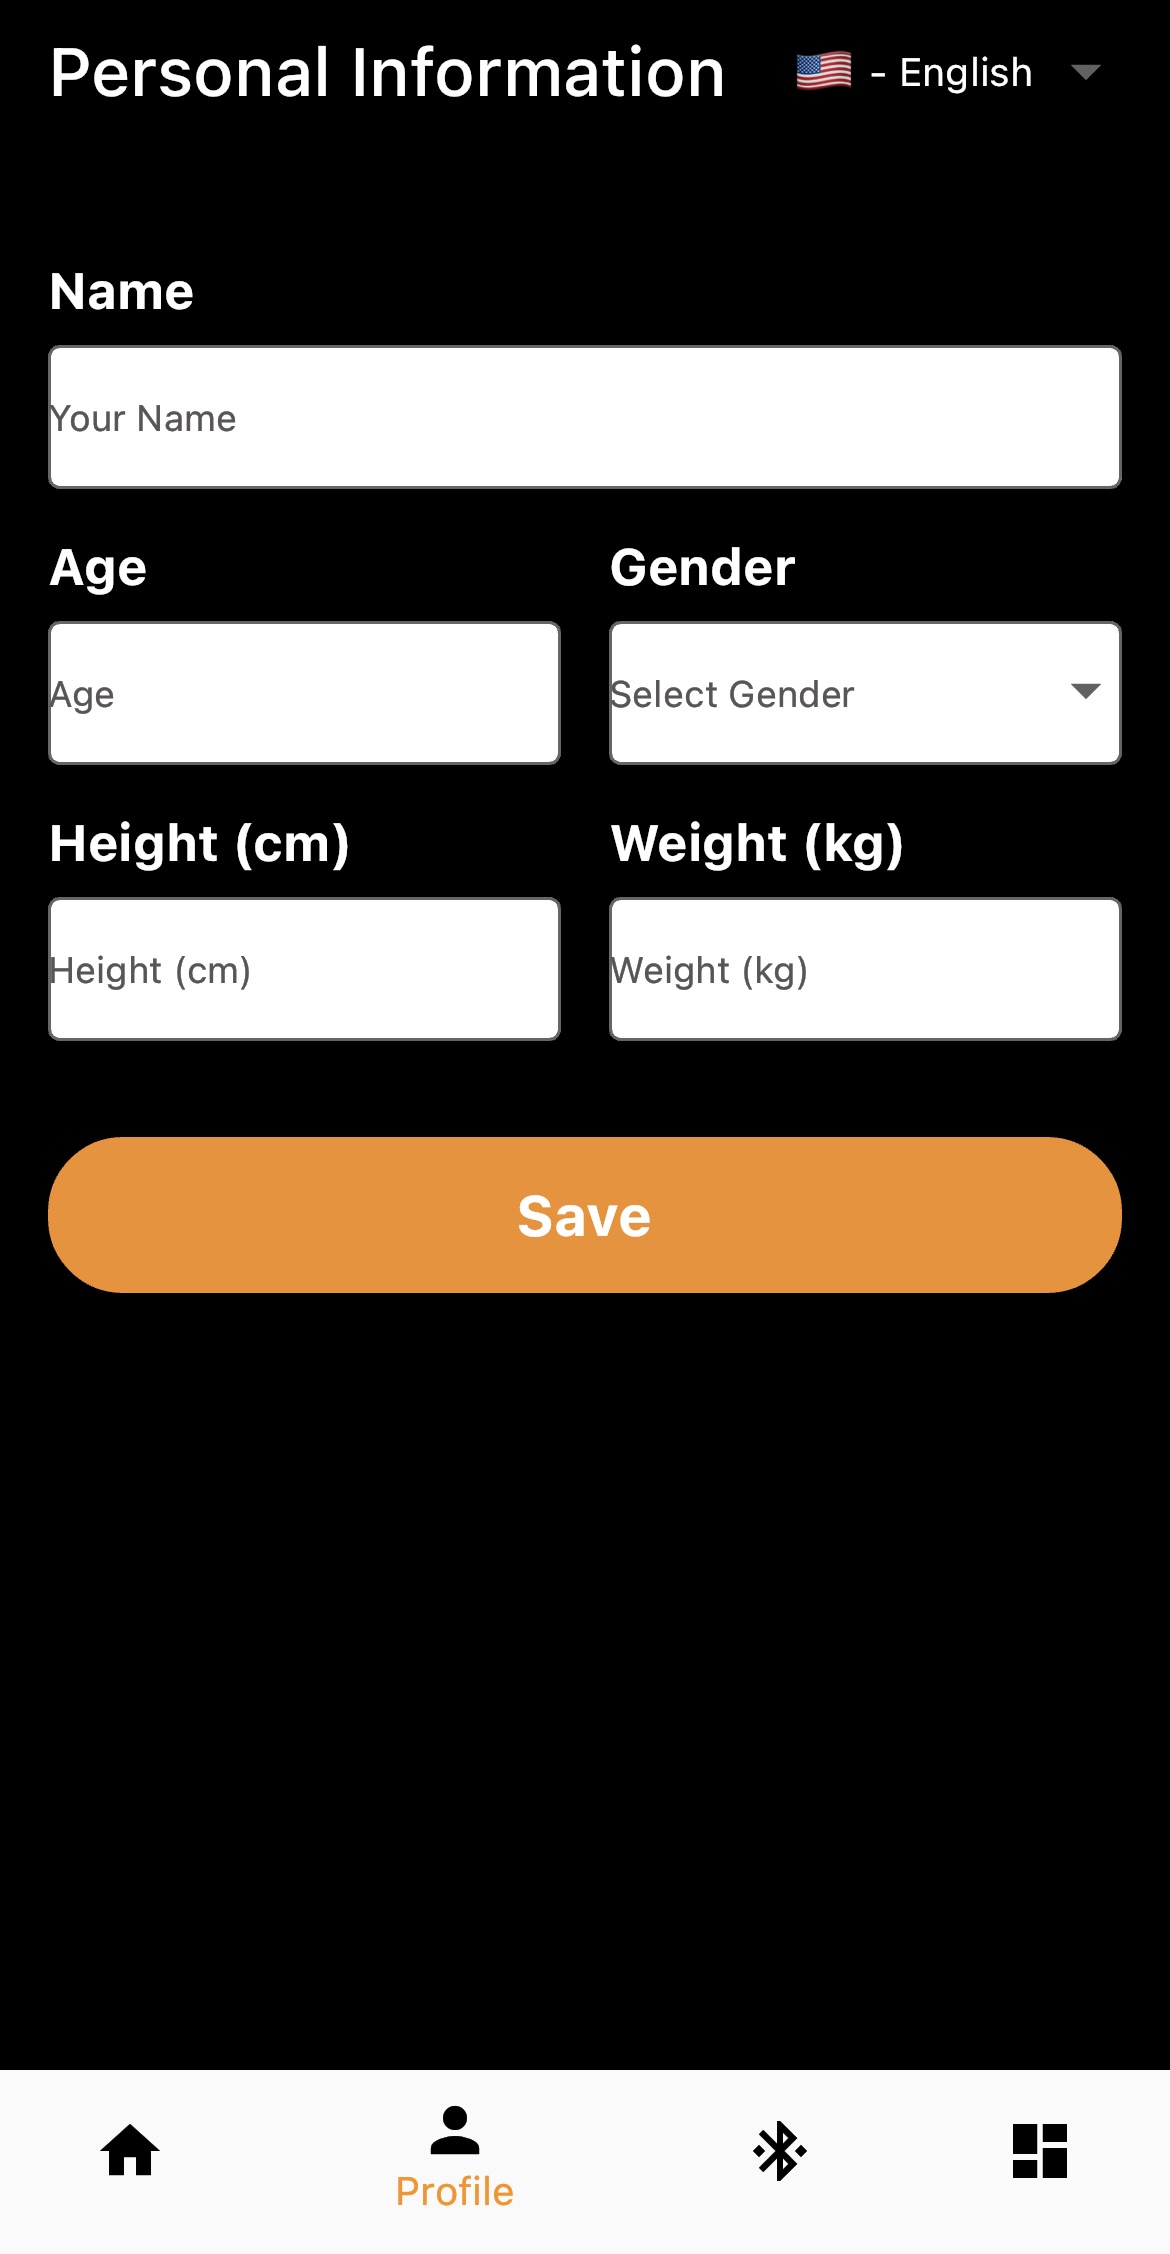 Personal Information
🇺🇸 - English
Name
Your Name
Age
Gender
Age
Select Gender
Height (cm)
Weight (kg)
Height (cm)
Weight (kg)
Save
Profile